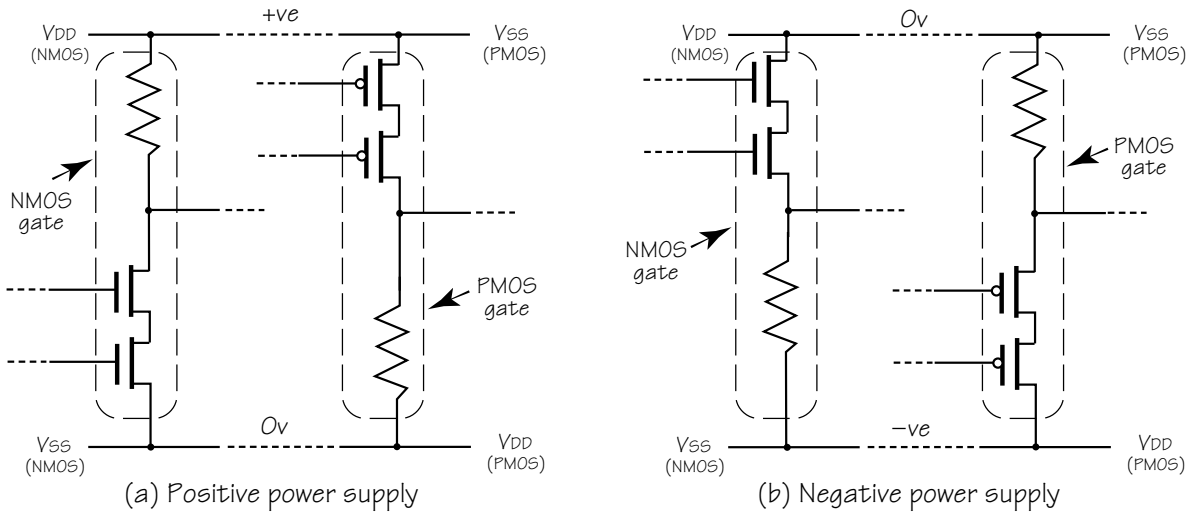 +ve
VDD
(NMOS)
VSS
(PMOS)
NMOS
gate
PMOS
gate
0v
VSS
(NMOS)
VDD
(PMOS)
(a) Positive power supply
0v
VDD
(NMOS)
VSS
(PMOS)
PMOS
gate
NMOS
gate
–ve
VSS
(NMOS)
VDD
(PMOS)
(b) Negative power supply